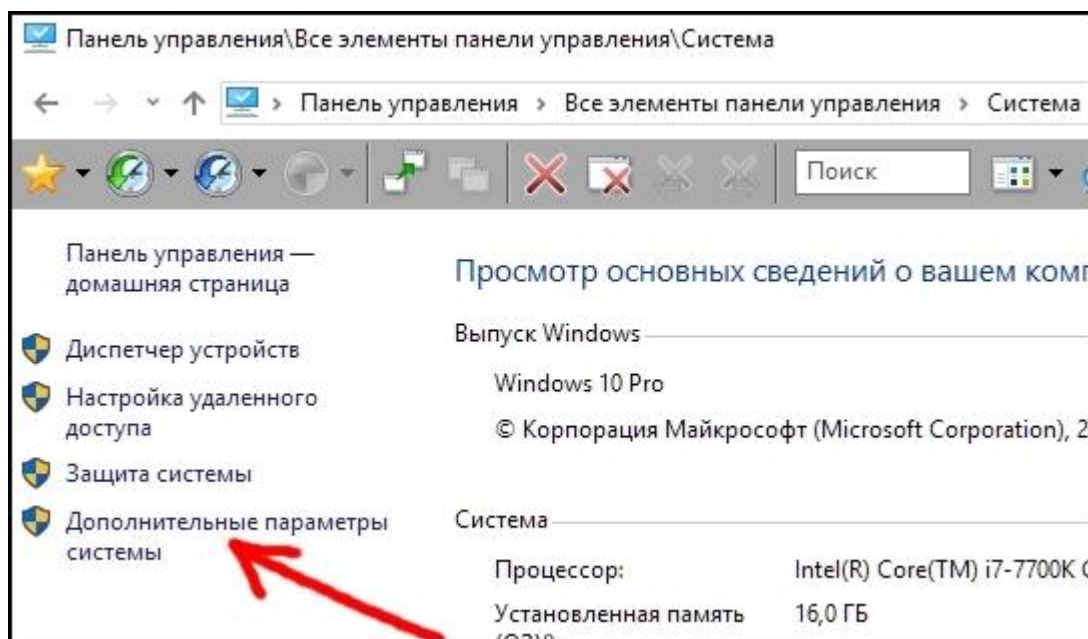 Панель управления\Все элементы панели управления\Система
Панель управления › Все элементы панели управления › Система
Поиск
Панель управления —
домашняя страница
Диспетчер устройств
Настройка удаленного
доступа
Защита системы
Дополнительные параметры
системы
Просмотр основных сведений о вашем
Выпуск Windows
Windows 10 Pro
© Корпорация Майкрософт (Microsoft Corporation), 2
Система
Процессор: Intel(R) Core(TM) i7-7700K
Установленная память 16,0 ГБ